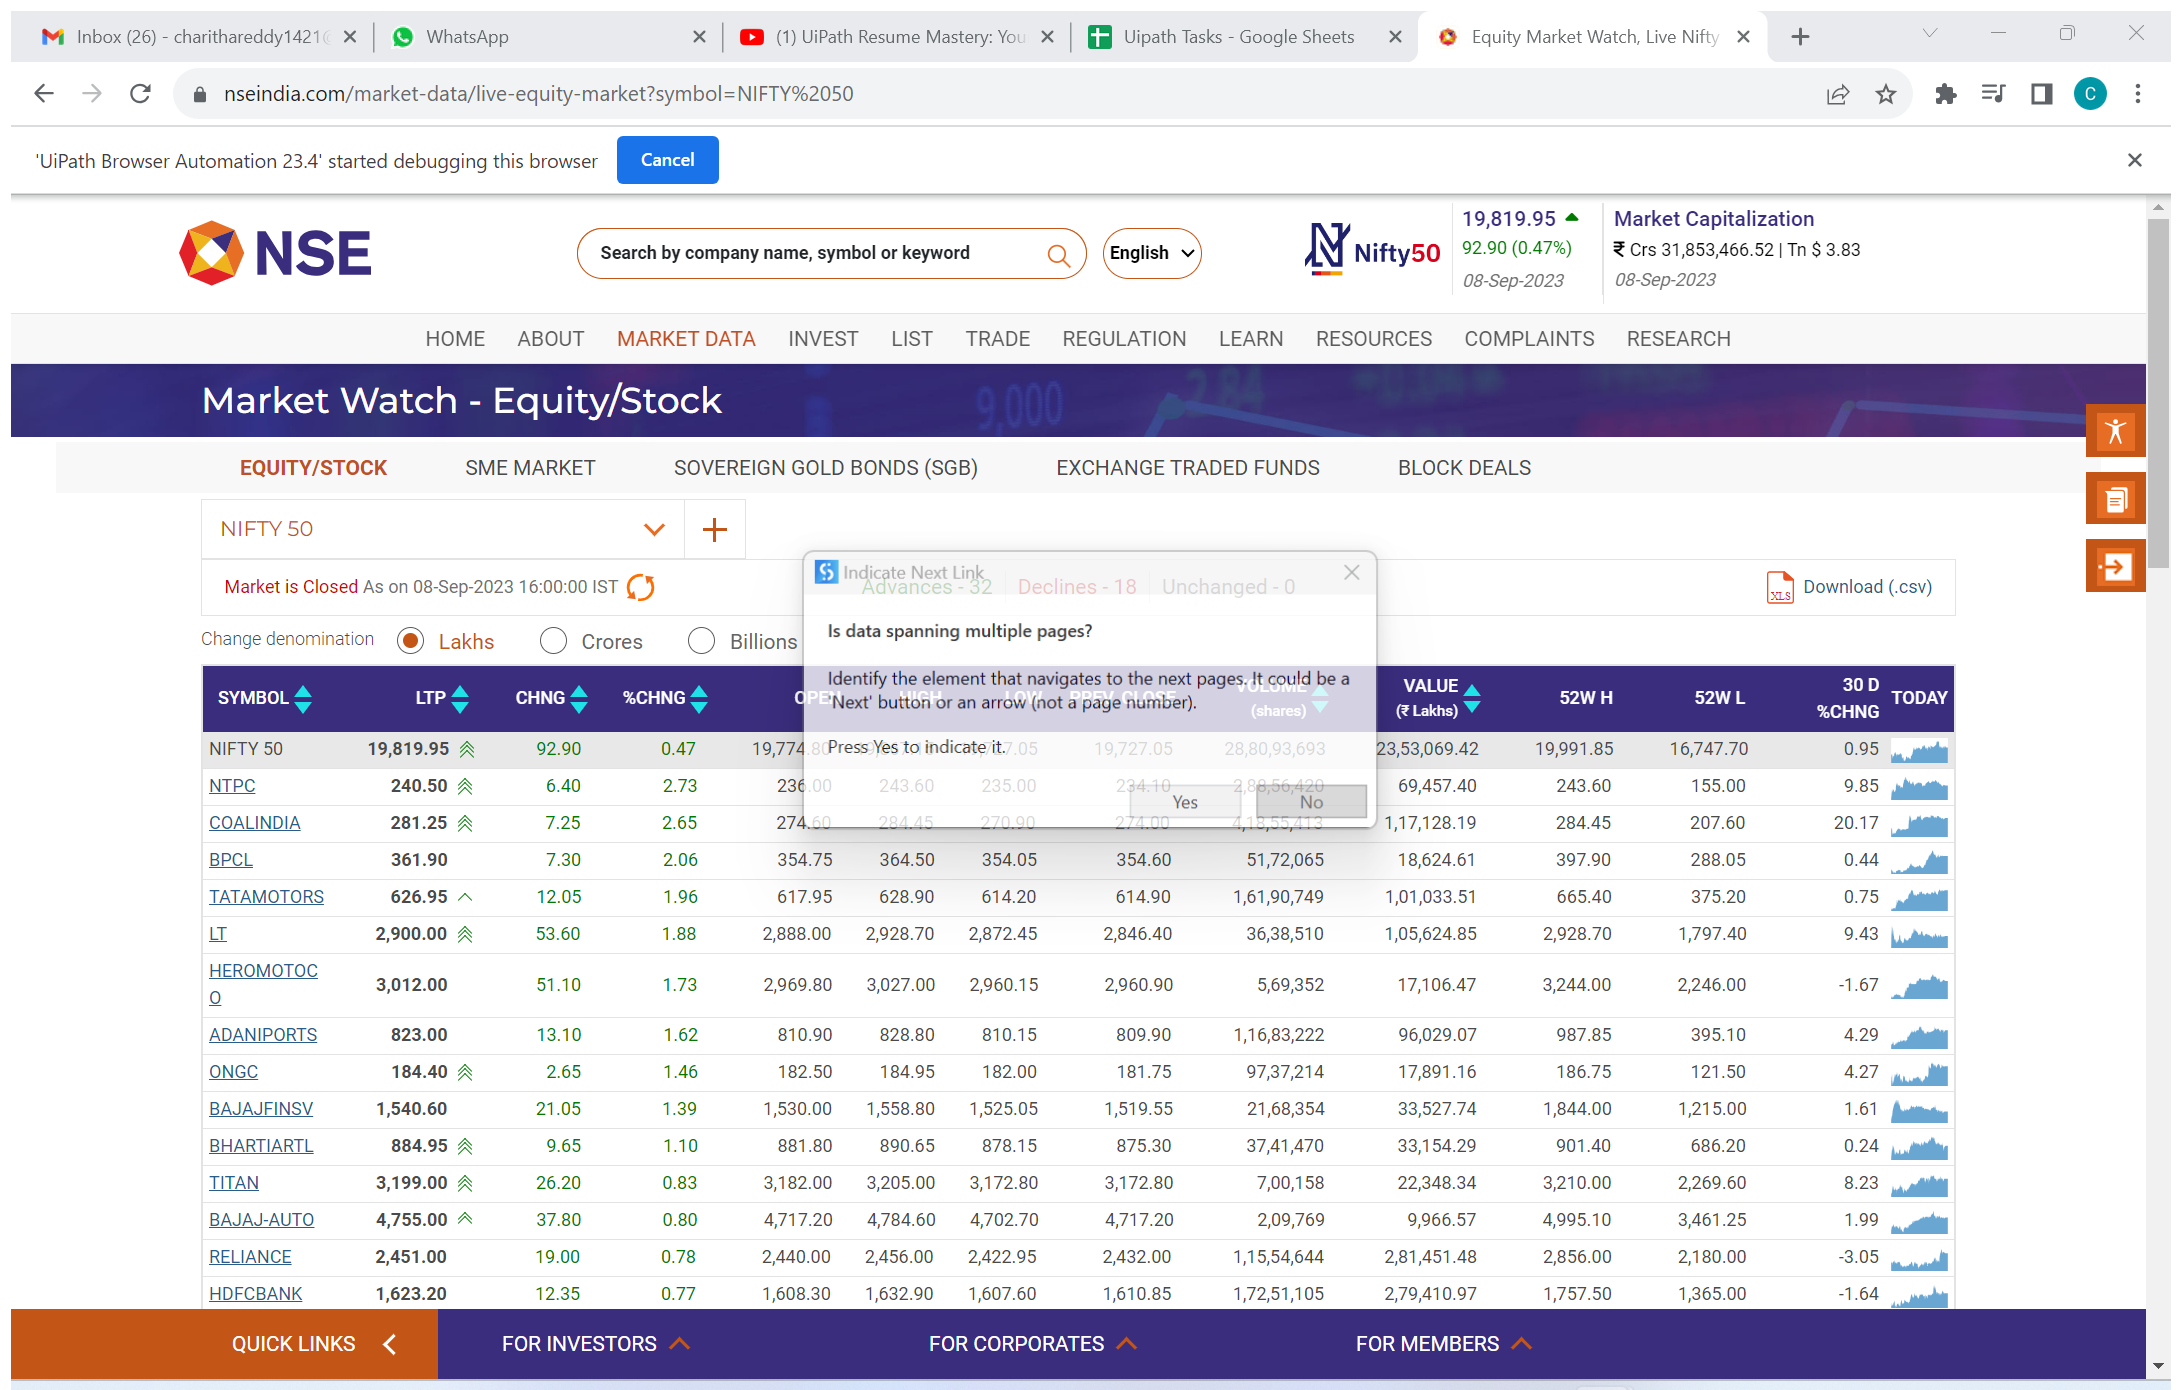 Inbox (26) - charithareddy1421@
WhatsApp
(1) UiPath Resume Mastery: You
Uipath Tasks - Google Sheets
Equity Market Watch, Live Nifty
nseindia.com/market-data/live-equity-market?symbol=NIFTY%2050
C
'UiPath Browser Automation 23.4' started debugging this browser
Cancel
NSE
Search by company name, symbol or keyword
English
Nifty50
19,819.95
92.90 (0.47%)
08-Sep-2023
Market Capitalization
₹ Crs 31,853,466.52 | Tn $ 3.83
08-Sep-2023
HOME ABOUT MARKET DATA INVEST LIST TRADE REGULATION LEARN RESOURCES COMPLAINTS RESEARCH
Market Watch - Equity/Stock
9,000 2.84
EQUITY/STOCK SME MARKET SOVEREIGN GOLD BONDS (SGB) EXCHANGE TRADED FUNDS BLOCK DEALS
NIFTY 50
Market is Closed As on 08-Sep-2023 16:00:00 IST
Advances - 32 Declines - 18 Unchanged - 0
XLS Download (.csv)
Indicate Next Link
Is data spanning multiple pages?
Identify the element that navigates to the next pages. It could be a
'Next' button or an arrow (not a page number).
Press Yes to indicate it.
Yes No
Change denomination Lakhs Crores Billions
SYMBOL LTP CHNG %CHNG OPEN HIGH LOW PREV. CLOSE VOLUME (shares) VALUE (₹ Lakhs) 52W H 52W L 30 D %CHNG TODAY
NIFTY 50 19,819.95 92.90 0.47 19,774.80 19,727.05 28,80,93,693 23,53,069.42 19,991.85 16,747.70 0.95
NTPC 240.50 6.40 2.73 236.00 243.60 235.00 234.10 2,88,56,420 69,457.40 243.60 155.00 9.85
COALINDIA 281.25 7.25 2.65 274.60 284.45 270.90 274.00 4,18,55,413 1,17,128.19 284.45 207.60 20.17
BPCL 361.90 7.30 2.06 354.75 364.50 354.05 354.60 51,72,065 18,624.61 397.90 288.05 0.44
TATAMOTORS 626.95 12.05 1.96 617.95 628.90 614.20 614.90 1,61,90,749 1,01,033.51 665.40 375.20 0.75
LT 2,900.00 53.60 1.88 2,888.00 2,928.70 2,872.45 2,846.40 36,38,510 1,05,624.85 2,928.70 1,797.40 9.43
HEROMOTOC
O 3,012.00 51.10 1.73 2,969.80 3,027.00 2,960.15 2,960.90 5,69,352 17,106.47 3,244.00 2,246.00 -1.67
ADANIPORTS 823.00 13.10 1.62 810.90 828.80 810.15 809.90 1,16,83,222 96,029.07 987.85 395.10 4.29
ONGC 184.40 2.65 1.46 182.50 184.95 182.00 181.75 97,37,214 17,891.16 186.75 121.50 4.27
BAJAJFINSV 1,540.60 21.05 1.39 1,530.00 1,558.80 1,525.05 1,519.55 21,68,354 33,527.74 1,844.00 1,215.00 1.61
BHARTIARTL 884.95 9.65 1.10 881.80 890.65 878.15 875.30 37,41,470 33,154.29 901.40 686.20 0.24
TITAN 3,199.00 26.20 0.83 3,182.00 3,205.00 3,172.80 3,172.80 7,00,158 22,348.34 3,210.00 2,269.60 8.23
BAJAJ-AUTO 4,755.00 37.80 0.80 4,717.20 4,784.60 4,702.70 4,717.20 2,09,769 9,966.57 4,995.10 3,461.25 1.99
RELIANCE 2,451.00 19.00 0.78 2,440.00 2,456.00 2,422.95 2,432.00 1,15,54,644 2,81,451.48 2,856.00 2,180.00 -3.05
HDFCBANK 1,623.20 12.35 0.77 1,608.30 1,632.90 1,607.60 1,610.85 1,72,51,105 2,79,410.97 1,757.50 1,365.00 -1.64
QUICK LINKS FOR INVESTORS FOR CORPORATES FOR MEMBERS